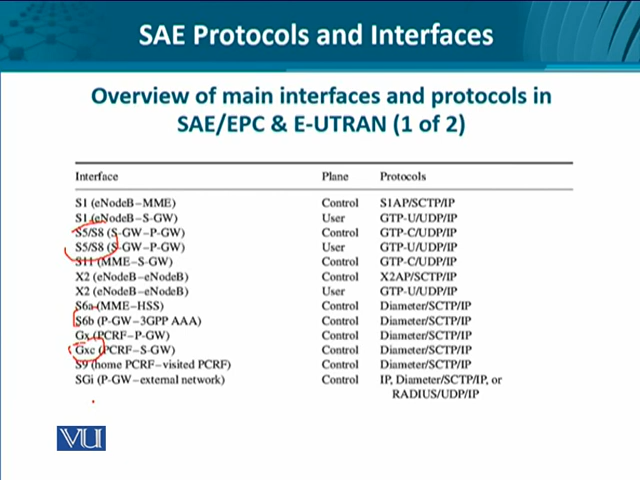 SAE Protocols and Interfaces
Overview of main interfaces and protocols in
SAE/EPC & E-UTRAN (1 of 2)
Interface Plane Protocols
S1 (eNodeB–MME) Control S1AP/SCTP/IP
S1 (eNodeB–S-GW) User GTP-U/UDP/IP
S5/S8 (S-GW–P-GW) Control GTP-C/UDP/IP
S5/S8 (S-GW–P-GW) User GTP-U/UDP/IP
S11 (MME–S-GW) Control GTP-C/UDP/IP
X2 (eNodeB–eNodeB) Control X2AP/SCTP/IP
X2 (eNodeB–eNodeB) User GTP-U/UDP/IP
S6a (MME–HSS) Control Diameter/SCTP/IP
S6b (P-GW–3GPP AAA) Control Diameter/SCTP/IP
Gx (PCRF–P-GW) Control Diameter/SCTP/IP
Gxc (PCRF–S-GW) Control Diameter/SCTP/IP
S9 (home PCRF–visited PCRF) Control Diameter/SCTP/IP
SGi (P-GW–external network) Control IP, Diameter/SCTP/IP, or
RADIUS/UDP/IP
VU